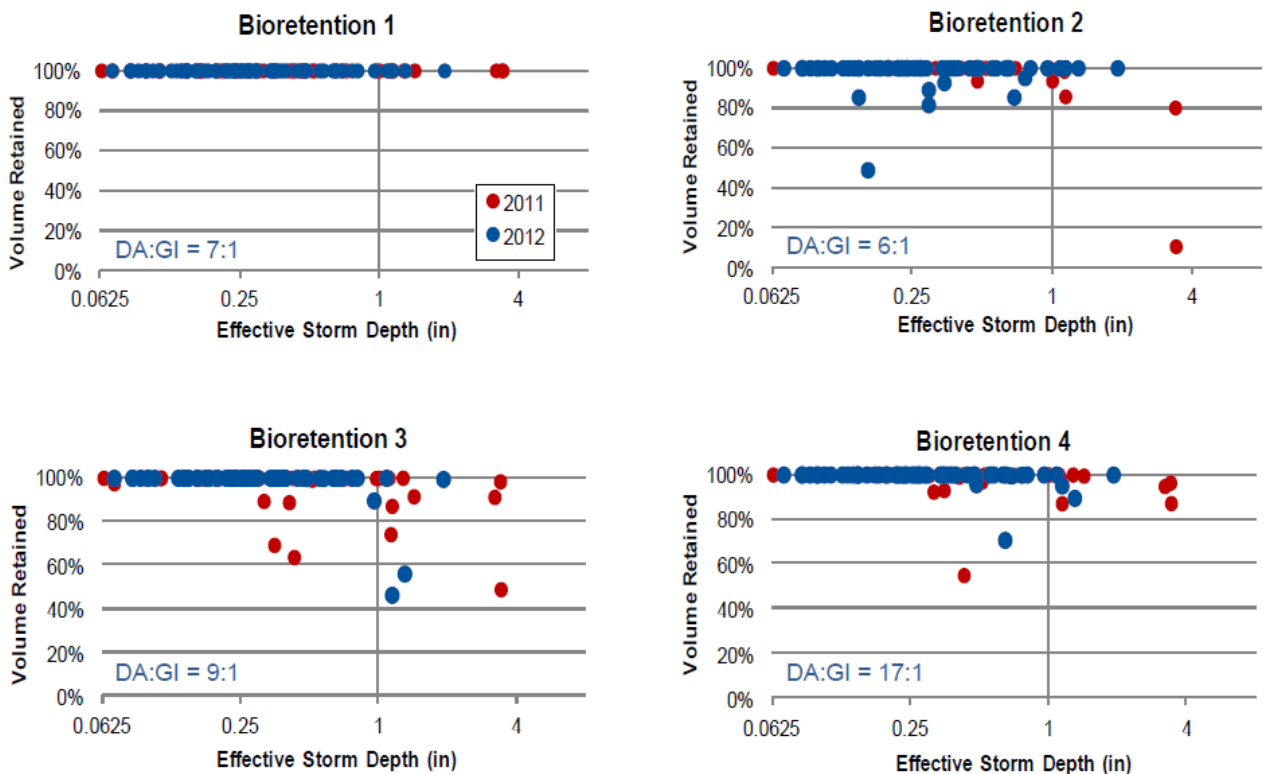 Bioretention 1
Volume Retained
100%
80%
60%
40%
20%
0%
2011
2012
DA:GI = 7:1
0.0625
0.25
1
4
Effective Storm Depth (in)
Bioretention 2
Volume Retained
100%
80%
60%
40%
20%
0%
DA:GI = 6:1
0.0625
0.25
1
4
Effective Storm Depth (in)
Bioretention 3
Volume Retained
100%
80%
60%
40%
20%
0%
DA:GI = 9:1
0.0625
0.25
1
4
Effective Storm Depth (in)
Bioretention 4
Volume Retained
100%
80%
60%
40%
20%
0%
DA:GI = 17:1
0.0625
0.25
1
4
Effective Storm Depth (in)